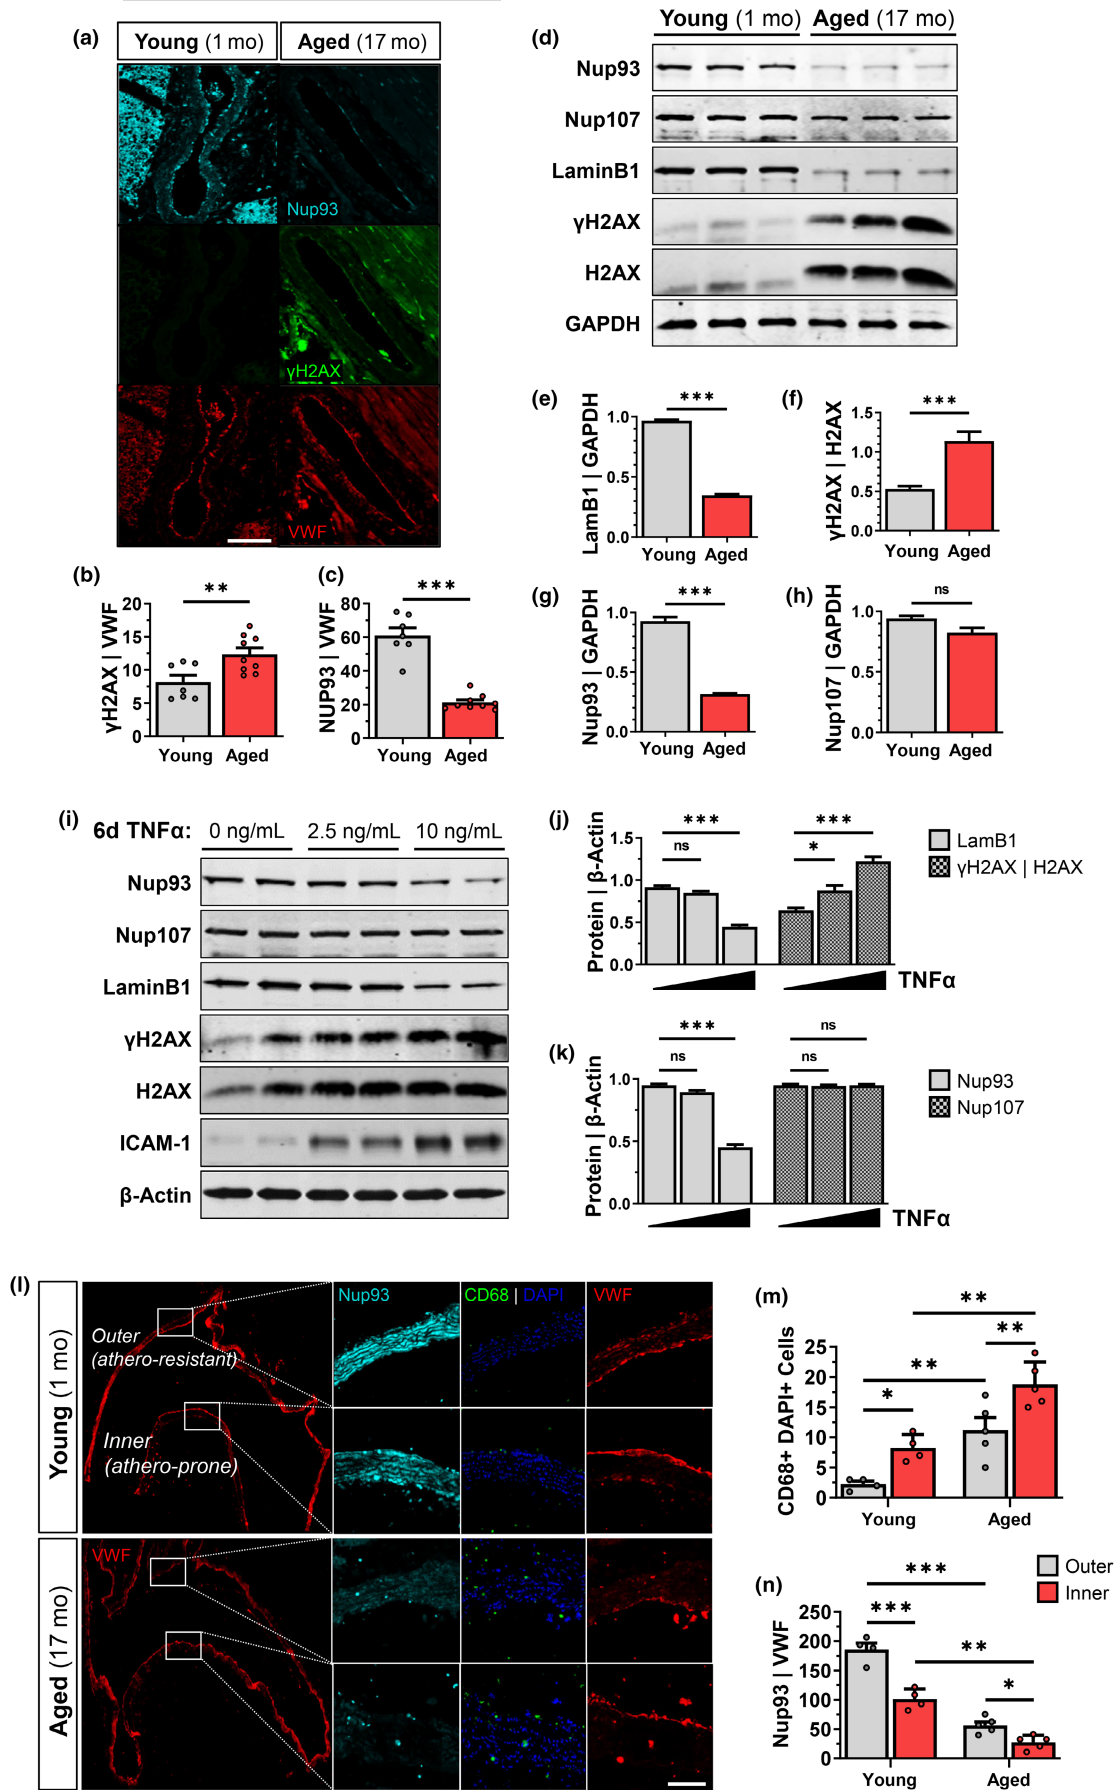 (a)
Young (1 mo) Aged (17 mo)
Nup93
γH2AX
VWF
(b)
γH2AX | VWF
**
20
15
10
5
0
Young Aged
(c)
NUP93 | VWF
***
80
60
40
20
0
Young Aged
(d)
Young (1 mo) Aged (17 mo)
Nup93
Nup107
LaminB1
γH2AX
H2AX
GAPDH
(e)
LamB1 | GAPDH
***
1.0
0.5
0.0
Young Aged
(f)
γH2AX | H2AX
***
1.5
1.0
0.5
0.0
Young Aged
(g)
Nup93 | GAPDH
***
1.0
0.5
0.0
Young Aged
(h)
Nup107 | GAPDH
ns
1.0
0.5
0.0
Young Aged
(i)
6d TNFα: 0 ng/mL 2.5 ng/mL 10 ng/mL
Nup93
Nup107
LaminB1
γH2AX
H2AX
ICAM-1
β-Actin
(j)
Protein | β-Actin
*** ***
ns *
1.5
1.0
0.5
0.0
TNFα
LamB1
γH2AX | H2AX
(k)
Protein | β-Actin
*** ns
ns ns
1.0
0.5
0.0
TNFα
Nup93
Nup107
(l)
Young (1 mo)
Outer
(athero-resistant)
Inner
(athero-prone)
Nup93
CD68 | DAPI
VWF
Aged (17 mo)
VWF
(m)
CD68+ DAPI+ Cells
**
**
**
*
25
20
15
10
5
0
Young Aged
Outer
Inner
(n)
Nup93 | VWF
***
***
**
*
250
200
150
100
50
0
Young Aged